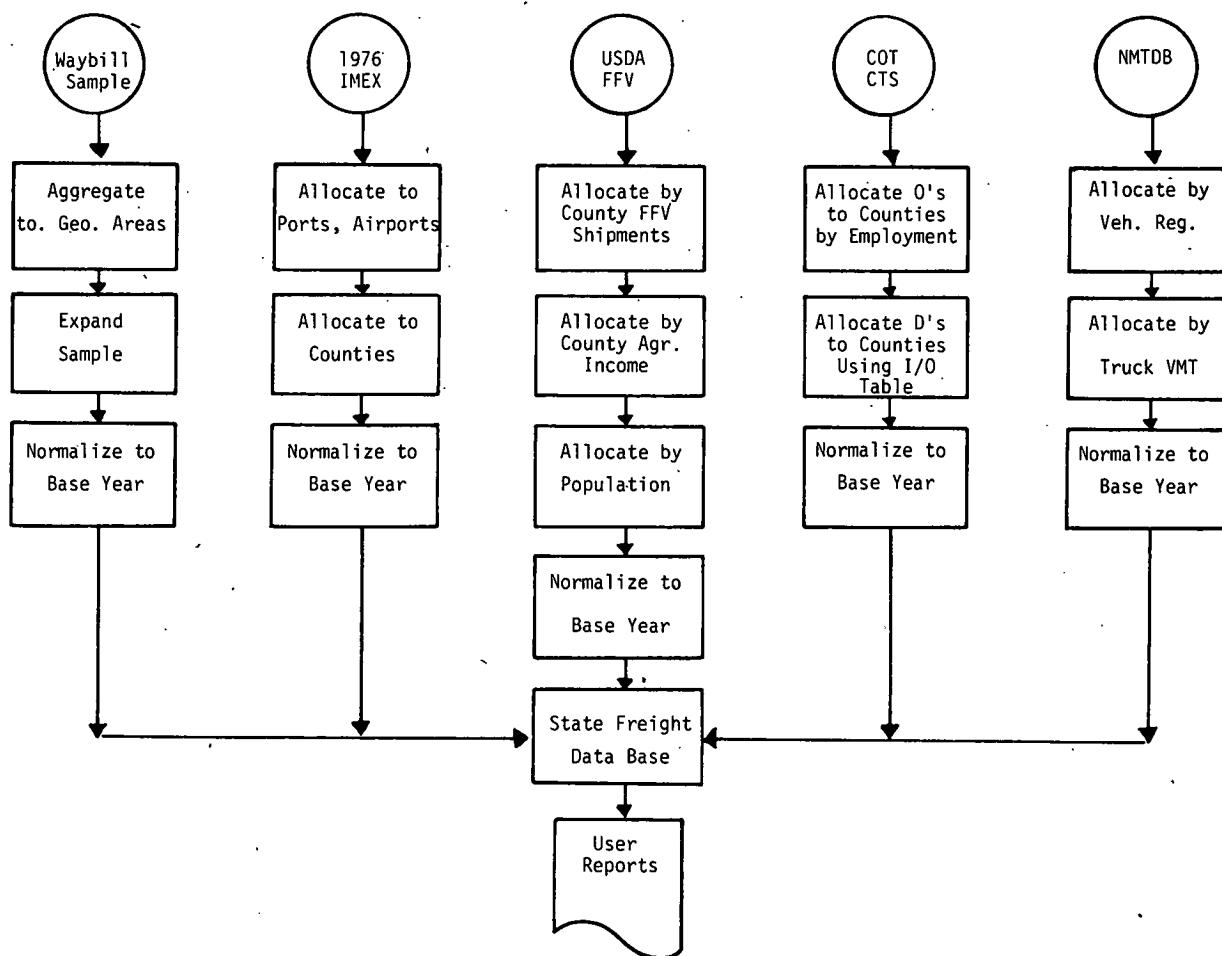 Waybill
Sample
1976
IMEX
USDA
FFV
COT
CTS
NMTDB
Aggregate
to. Geo. Areas
Allocate to
Ports, Airports
Allocate by
County FFV
Shipments
Allocate O's
to Counties
by Employment
Allocate by
Veh. Reg.
Expand
Sample
Allocate to
Counties
Allocate by
County Agr.
Income
Allocate D's
to Counties
Using I/O
Table
Allocate by
Truck VMT
Normalize to
Base Year
Normalize to
Base Year
Allocate by
Population
Normalize to
Base Year
Normalize to
Base Year
Normalize to
Base Year
State Freight
Data Base
User
Reports